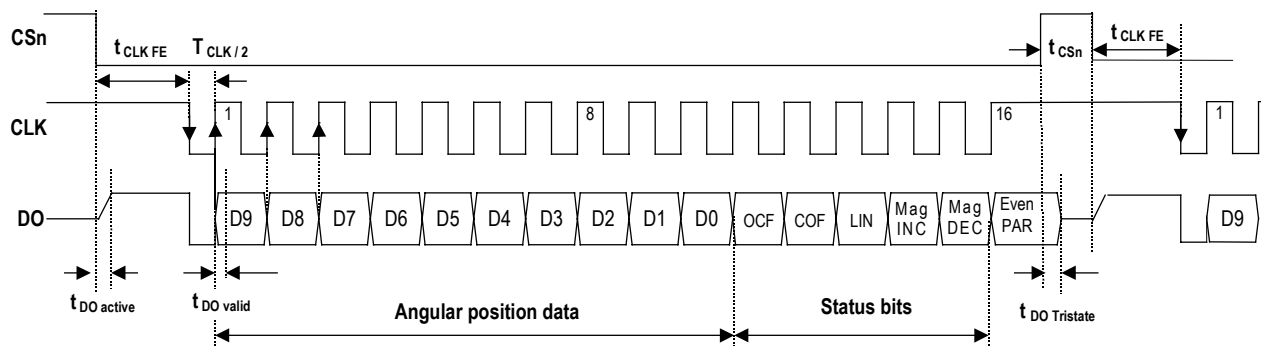 CSn
t CLK FE
T CLK / 2
t CSn
t CLK FE
CLK
1
8
16
1
DO
D9
D8
D7
D6
D5
D4
D3
D2
D1
D0
OCF
COF
LIN
Mag
INC
Mag
DEC
Even
PAR
D9
t DO active
t DO valid
Angular position data
Status bits
t DO Tristate